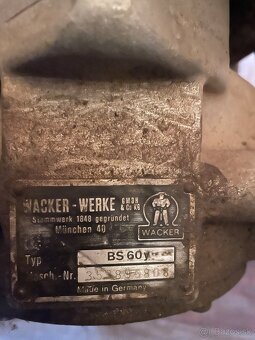 WACKER-WERKE GMBH & Co KG
Stammwerk 1848 gegründet
München 40
WACKER
Typ BS 60y
Masch.-Nr.
Made in Germany